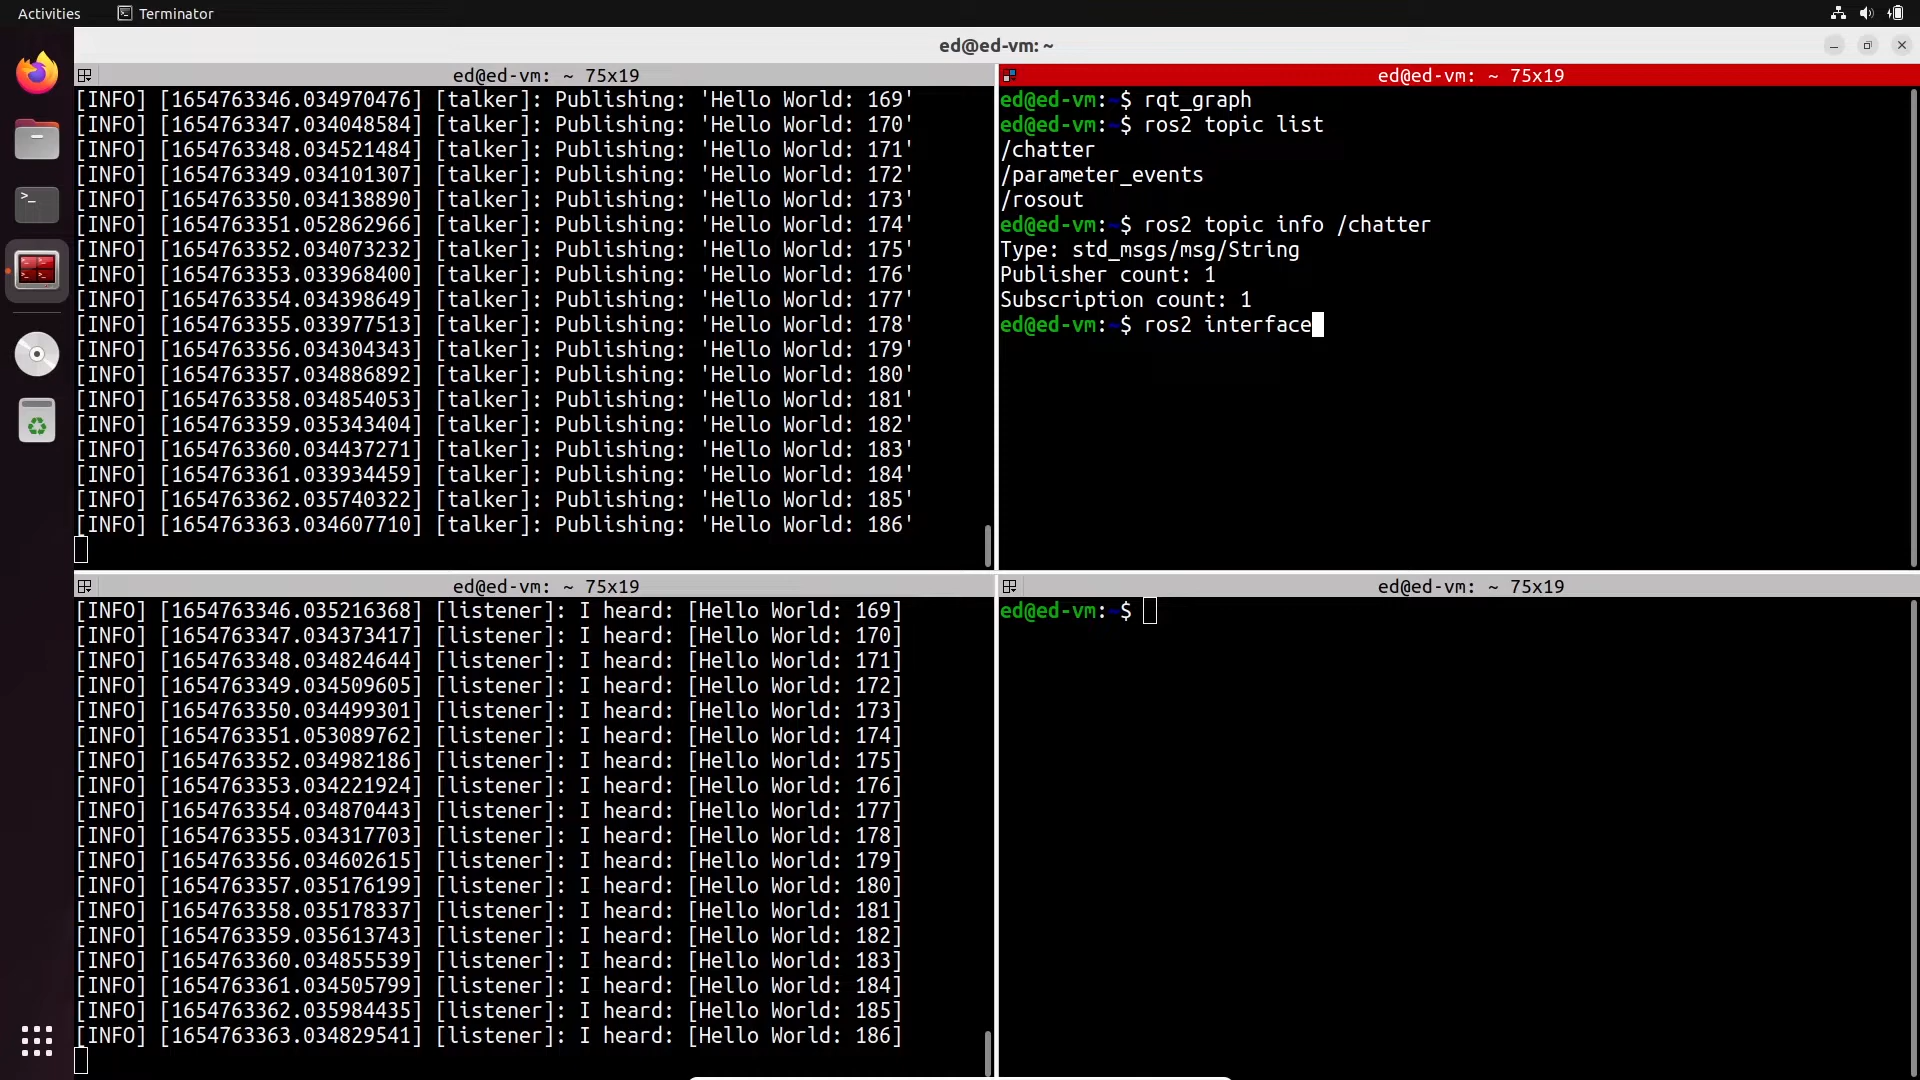 Activities
Terminator
ed@ed-vm: ~
ed@ed-vm: ~ 75x19
[INFO] [1654763346.034970476] [talker]: Publishing: 'Hello World: 169'
[INFO] [1654763347.034048584] [talker]: Publishing: 'Hello World: 170'
[INFO] [1654763348.034521484] [talker]: Publishing: 'Hello World: 171'
[INFO] [1654763349.034101307] [talker]: Publishing: 'Hello World: 172'
[INFO] [1654763350.034138890] [talker]: Publishing: 'Hello World: 173'
[INFO] [1654763351.052862966] [talker]: Publishing: 'Hello World: 174'
[INFO] [1654763352.034073232] [talker]: Publishing: 'Hello World: 175'
[INFO] [1654763353.033968400] [talker]: Publishing: 'Hello World: 176'
[INFO] [1654763354.034398649] [talker]: Publishing: 'Hello World: 177'
[INFO] [1654763355.033977513] [talker]: Publishing: 'Hello World: 178'
[INFO] [1654763356.034304343] [talker]: Publishing: 'Hello World: 179'
[INFO] [1654763357.034886892] [talker]: Publishing: 'Hello World: 180'
[INFO] [1654763358.034854053] [talker]: Publishing: 'Hello World: 181'
[INFO] [1654763359.035343404] [talker]: Publishing: 'Hello World: 182'
[INFO] [1654763360.034437271] [talker]: Publishing: 'Hello World: 183'
[INFO] [1654763361.033934459] [talker]: Publishing: 'Hello World: 184'
[INFO] [1654763362.035740322] [talker]: Publishing: 'Hello World: 185'
[INFO] [1654763363.034607710] [talker]: Publishing: 'Hello World: 186'
ed@ed-vm: ~ 75x19
ed@ed-vm:~$ rqt_graph
ed@ed-vm:~$ ros2 topic list
/chatter
/parameter_events
/rosout
ed@ed-vm:~$ ros2 topic info /chatter
Type: std_msgs/msg/String
Publisher count: 1
Subscription count: 1
ed@ed-vm:~$ ros2 interface
ed@ed-vm: ~ 75x19
[INFO] [1654763346.035216368] [listener]: I heard: [Hello World: 169]
[INFO] [1654763347.034373417] [listener]: I heard: [Hello World: 170]
[INFO] [1654763348.034824644] [listener]: I heard: [Hello World: 171]
[INFO] [1654763349.034509605] [listener]: I heard: [Hello World: 172]
[INFO] [1654763350.034499301] [listener]: I heard: [Hello World: 173]
[INFO] [1654763351.053089762] [listener]: I heard: [Hello World: 174]
[INFO] [1654763352.034982186] [listener]: I heard: [Hello World: 175]
[INFO] [1654763353.034221924] [listener]: I heard: [Hello World: 176]
[INFO] [1654763354.034870443] [listener]: I heard: [Hello World: 177]
[INFO] [1654763355.034317703] [listener]: I heard: [Hello World: 178]
[INFO] [1654763356.034602615] [listener]: I heard: [Hello World: 179]
[INFO] [1654763357.035176199] [listener]: I heard: [Hello World: 180]
[INFO] [1654763358.035178337] [listener]: I heard: [Hello World: 181]
[INFO] [1654763359.035613743] [listener]: I heard: [Hello World: 182]
[INFO] [1654763360.034855539] [listener]: I heard: [Hello World: 183]
[INFO] [1654763361.034505799] [listener]: I heard: [Hello World: 184]
[INFO] [1654763362.035984435] [listener]: I heard: [Hello World: 185]
[INFO] [1654763363.034829541] [listener]: I heard: [Hello World: 186]
ed@ed-vm: ~ 75x19
ed@ed-vm:~$